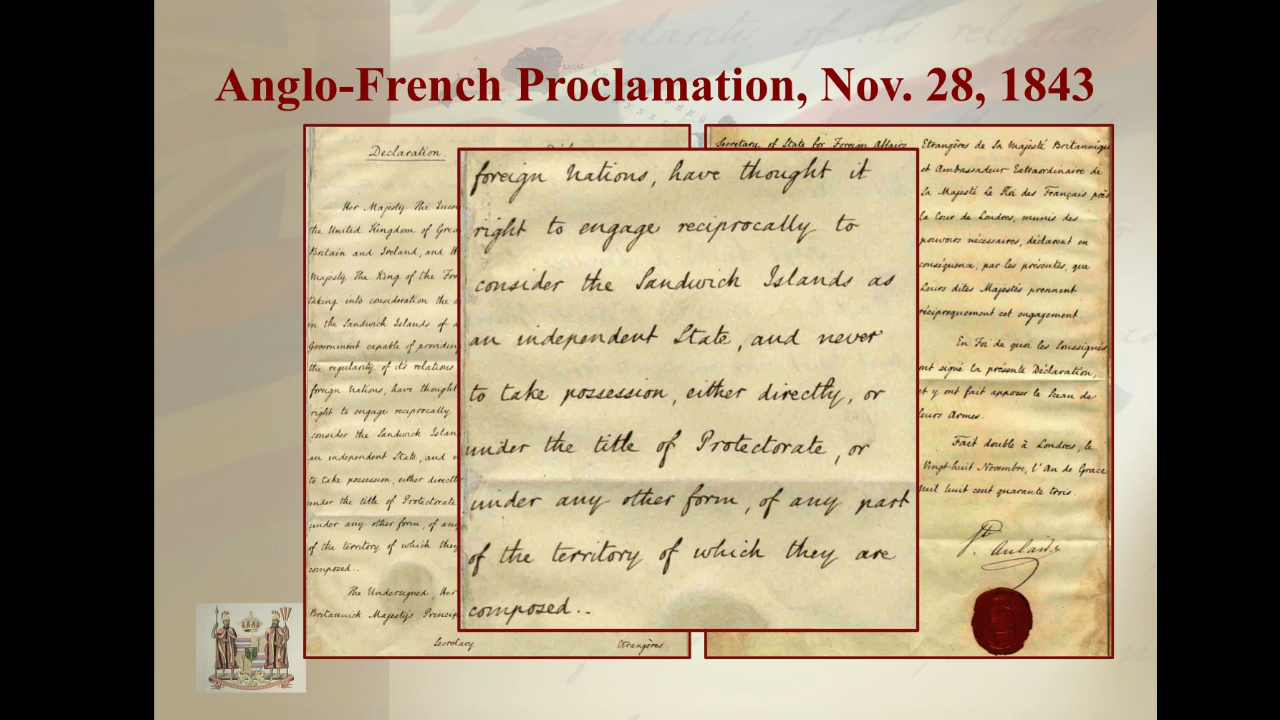 Anglo-French Proclamation, Nov. 28, 1843
Declaration.
Her Majesty The
the United Kingdom of
Britain and Ireland, and
Majesty The King of the
taking into consideration the
in the Sandwich Islands of
Government capable of providing
the regularity of its relations
foreign Nations, have thought
right to engage reciprocally
consider the Sandwich
an independent State, and
to take possession, either
under the title of Protectorate
under any other form, of
of the territory of which they
composed..
The Undersigned, Her
Britannick Majesty's
Secretary
Etrangères
foreign Nations, have thought it
right to engage reciprocally to
consider the Sandwich Islands as
an independent State, and never
to take possession, either directly, or
under the title of Protectorate, or
under any other form, of any part
of the territory of which they are
composed..
Secretary of State for Foreign Affairs
Etrangères de Sa Majesté Britannique
et Ambassadeur Extraordinaire de
Sa Majesté Le Roi des Français près
la Cour de Londres, munis des
pouvoirs nécessaires, déclarent en
conséquence, par les présentes, que
Leurs dites Majestés prennent
réciproquement cet engagement.
En Foi de quoi les Soussignés
ont signé la présente Déclaration,
et y ont fait apposer le Sceau de
leurs Armes.
Fait double à Londres, le
Vingt-huit Novembre, l'An de Grace
mil huit cent quarante trois.